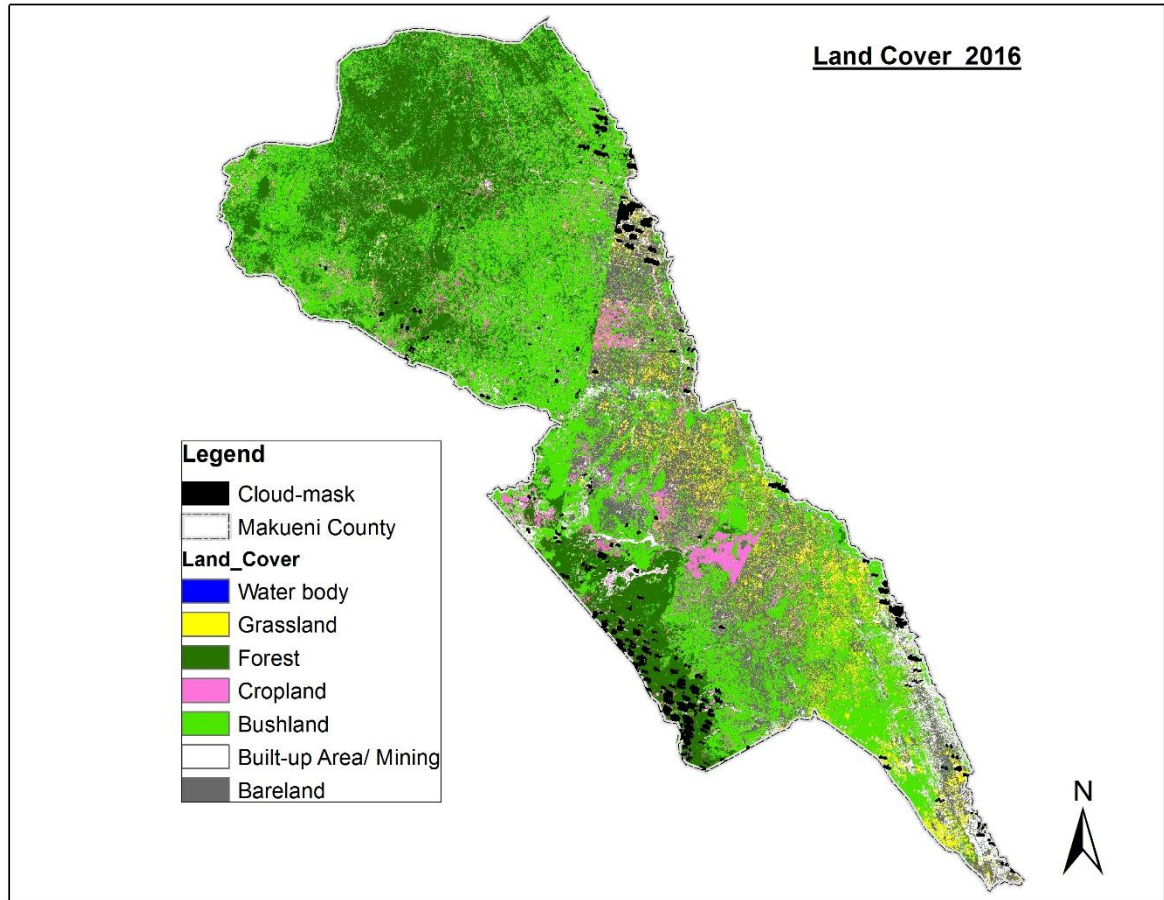 Land Cover 2016
Legend
Cloud-mask
Makueni County
Land_Cover
Water body
Grassland
Forest
Cropland
Bushland
Built-up Area/ Mining
Bareland
N